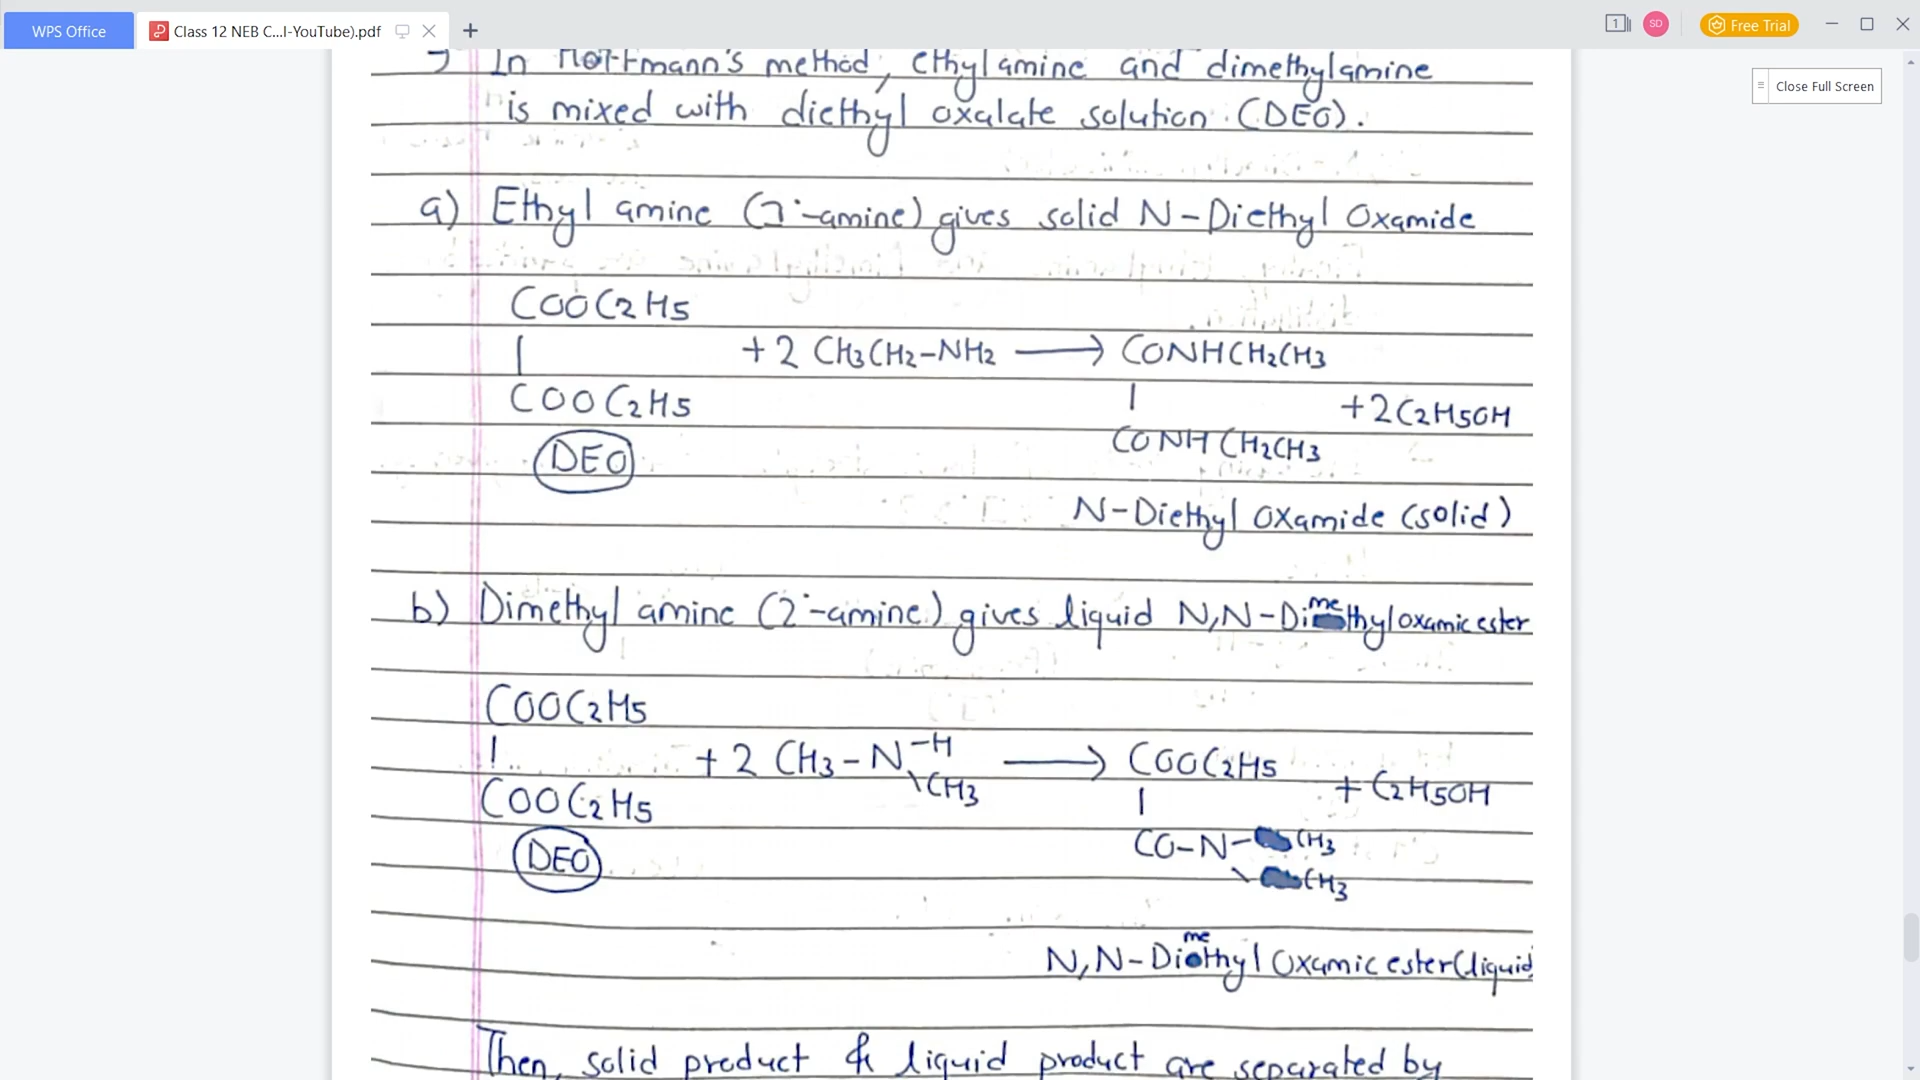 WPS Office
Class 12 NEB C...I-YouTube).pdf
1
SD
Free Trial
Close Full Screen
→ In Hoffmann's method, ethylamine and dimethylamine
is mixed with diethyl oxalate solution (DEO).
a) Ethyl amine (1°-amine) gives solid N-Diethyl Oxamide
COOC2H5
| +2 CH3CH2-NH2 ⟶ CONHCH2CH3
COOC2H5 | +2C2H5OH
DEO CONHCH2CH3
N-Diethyl Oxamide (solid)
b) Dimethyl amine (2°-amine) gives liquid N,N-Dimethyloxamic ester
COOC2H5
| +2 CH3-N-H ⟶ COOC2H5 + C2H5OH
COOC2H5 \CH3 |
DEO CO-N-CH3
\CH3
N,N-Dimethyl Oxamic ester (liquid
Then, solid product & liquid product are separated by